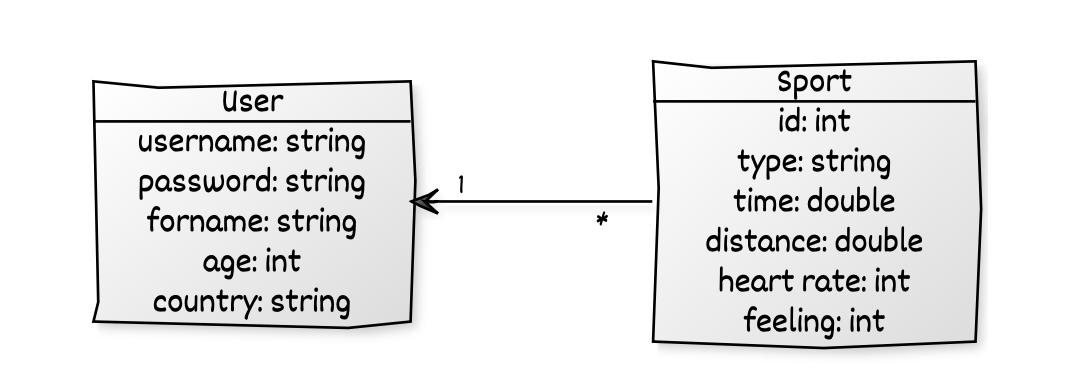 User
username: string
password: string
forname: string
age: int
country: string
1
*
Sport
id: int
type: string
time: double
distance: double
heart rate: int
feeling: int